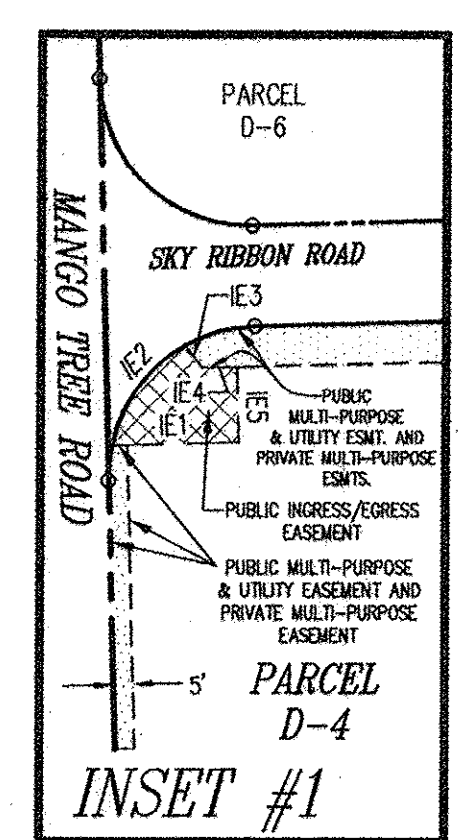 PARCEL
D-6
MANGO TREE ROAD
SKY RIBBON ROAD
IE3
IE2
IE4
IE1
IE5
PUBLIC
MULTI-PURPOSE
& UTILITY ESMT. AND
PRIVATE MULTI-PURPOSE
ESMTS.
PUBLIC INGRESS/EGRESS
EASEMENT
PUBLIC MULTI-PURPOSE
& UTILITY EASEMENT AND
PRIVATE MULTI-PURPOSE
EASEMENT
5'
PARCEL
D-4
INSET #1